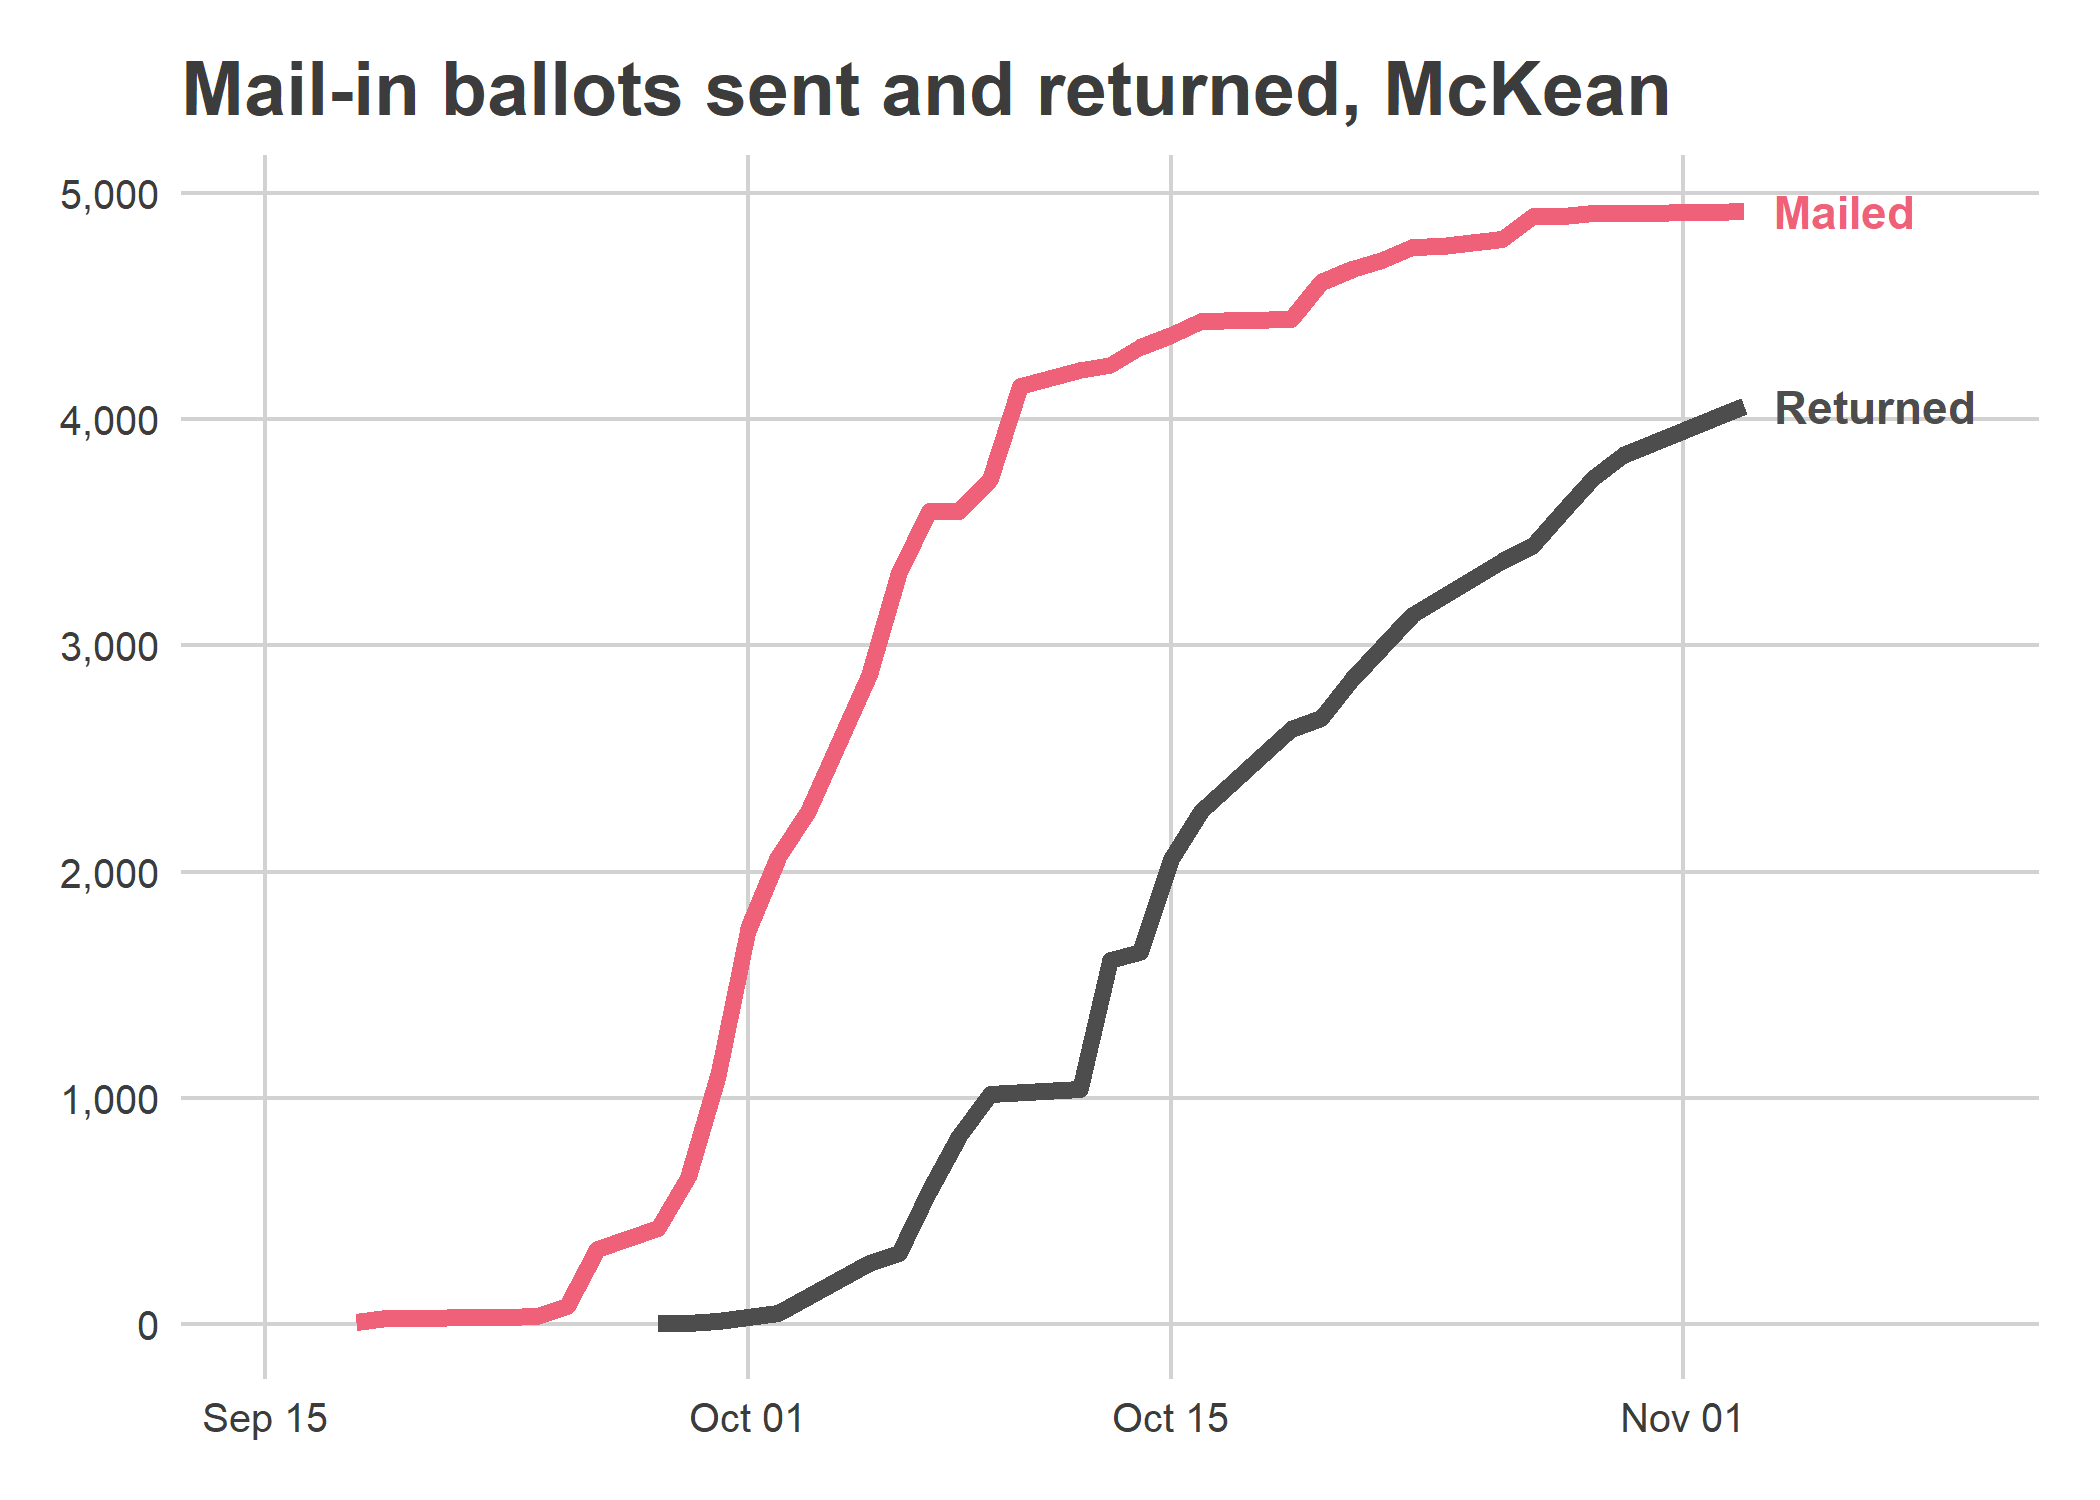 Mail-in ballots sent and returned, McKean
5,000
Mailed
4,000
Returned
3,000
2,000
1,000
0
Sep 15
Oct 01
Oct 15
Nov 01